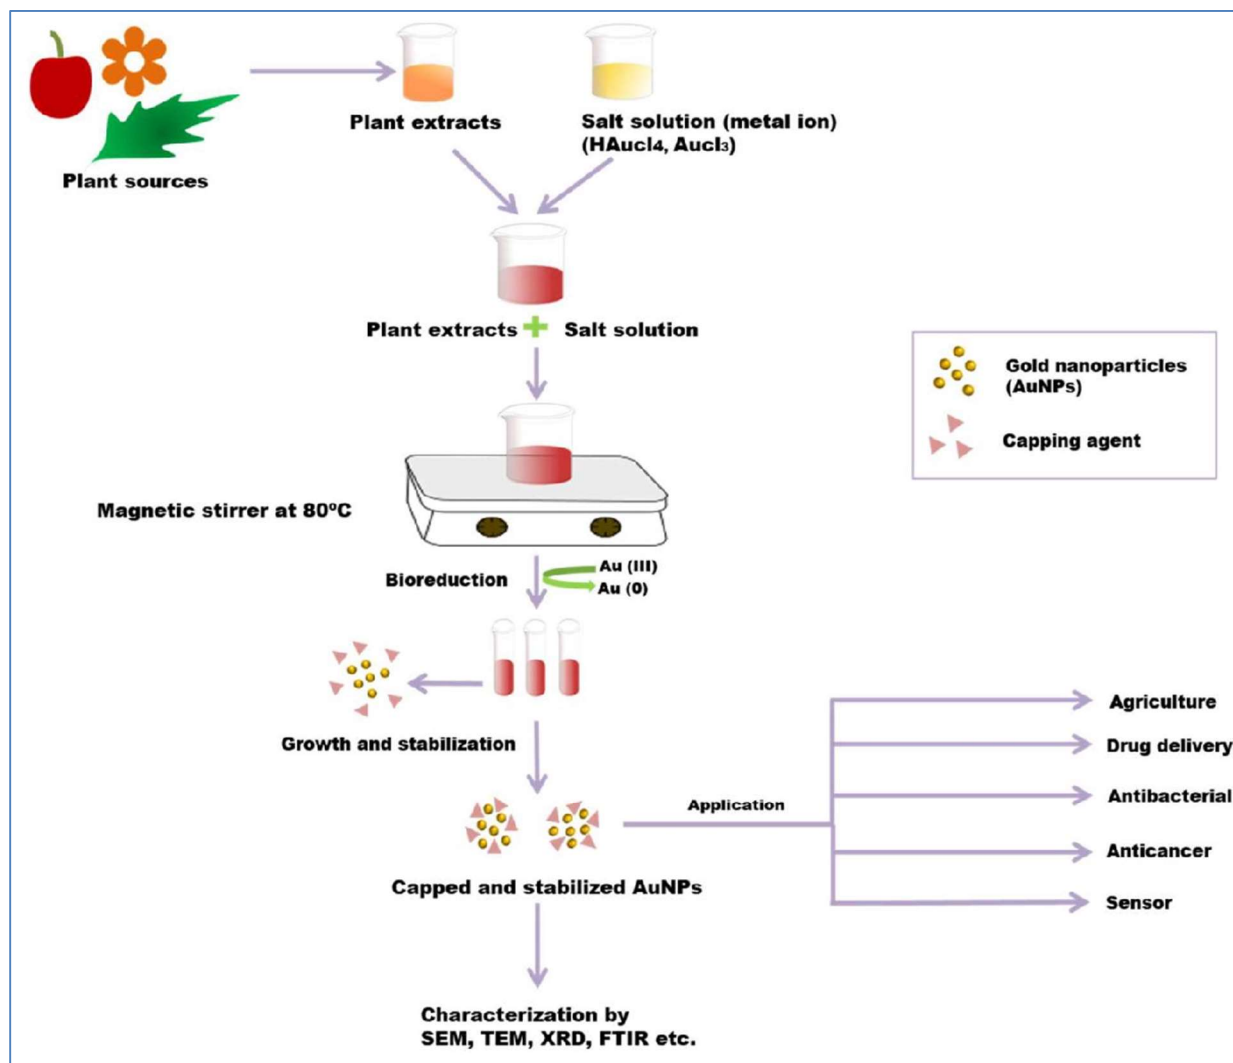 Plant sources
Plant extracts
Salt solution (metal ion)
(HAucl₄, Aucl₃)
Plant extracts + Salt solution
Gold nanoparticles
(AuNPs)
Capping agent
Magnetic stirrer at 80ºC
Bioreduction
Au (III)
Au (0)
Growth and stabilization
Application
Agriculture
Drug delivery
Antibacterial
Anticancer
Sensor
Capped and stabilized AuNPs
Characterization by
SEM, TEM, XRD, FTIR etc.